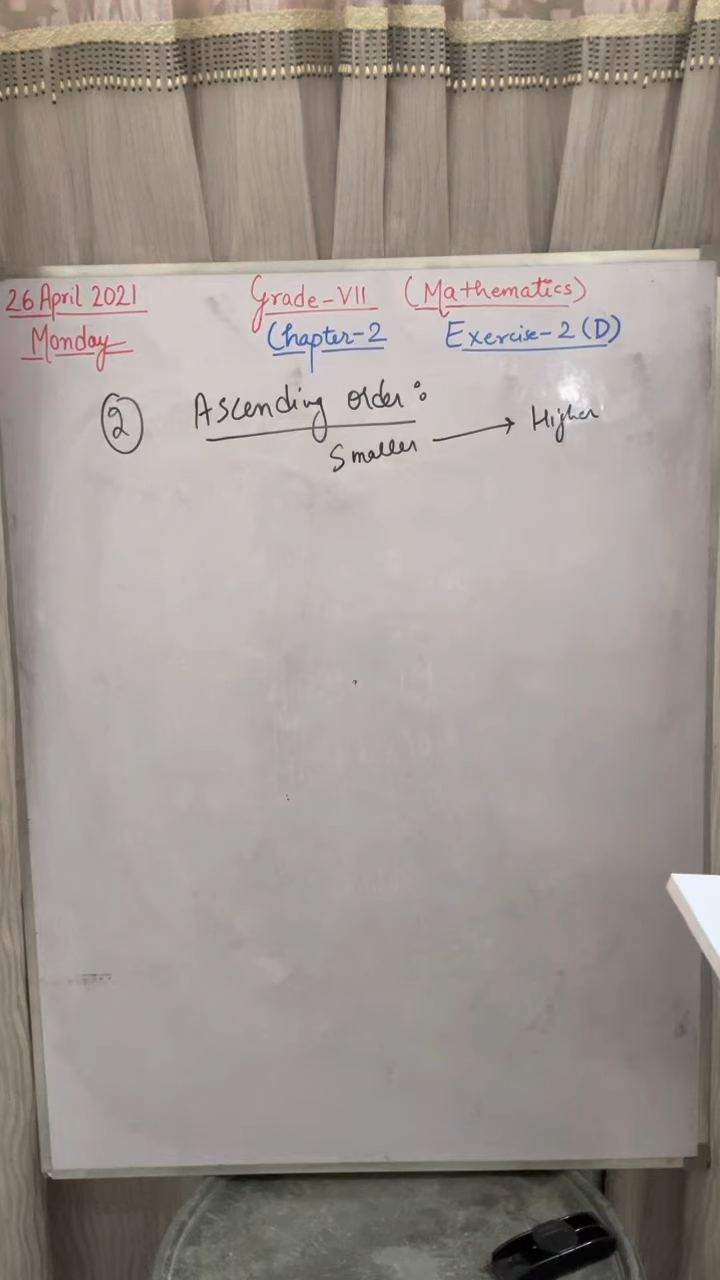 26 April 2021 Grade-VII (Mathematics)
Monday Chapter-2 Exercise-2(D)
2 Ascending order:
Smaller → Higher